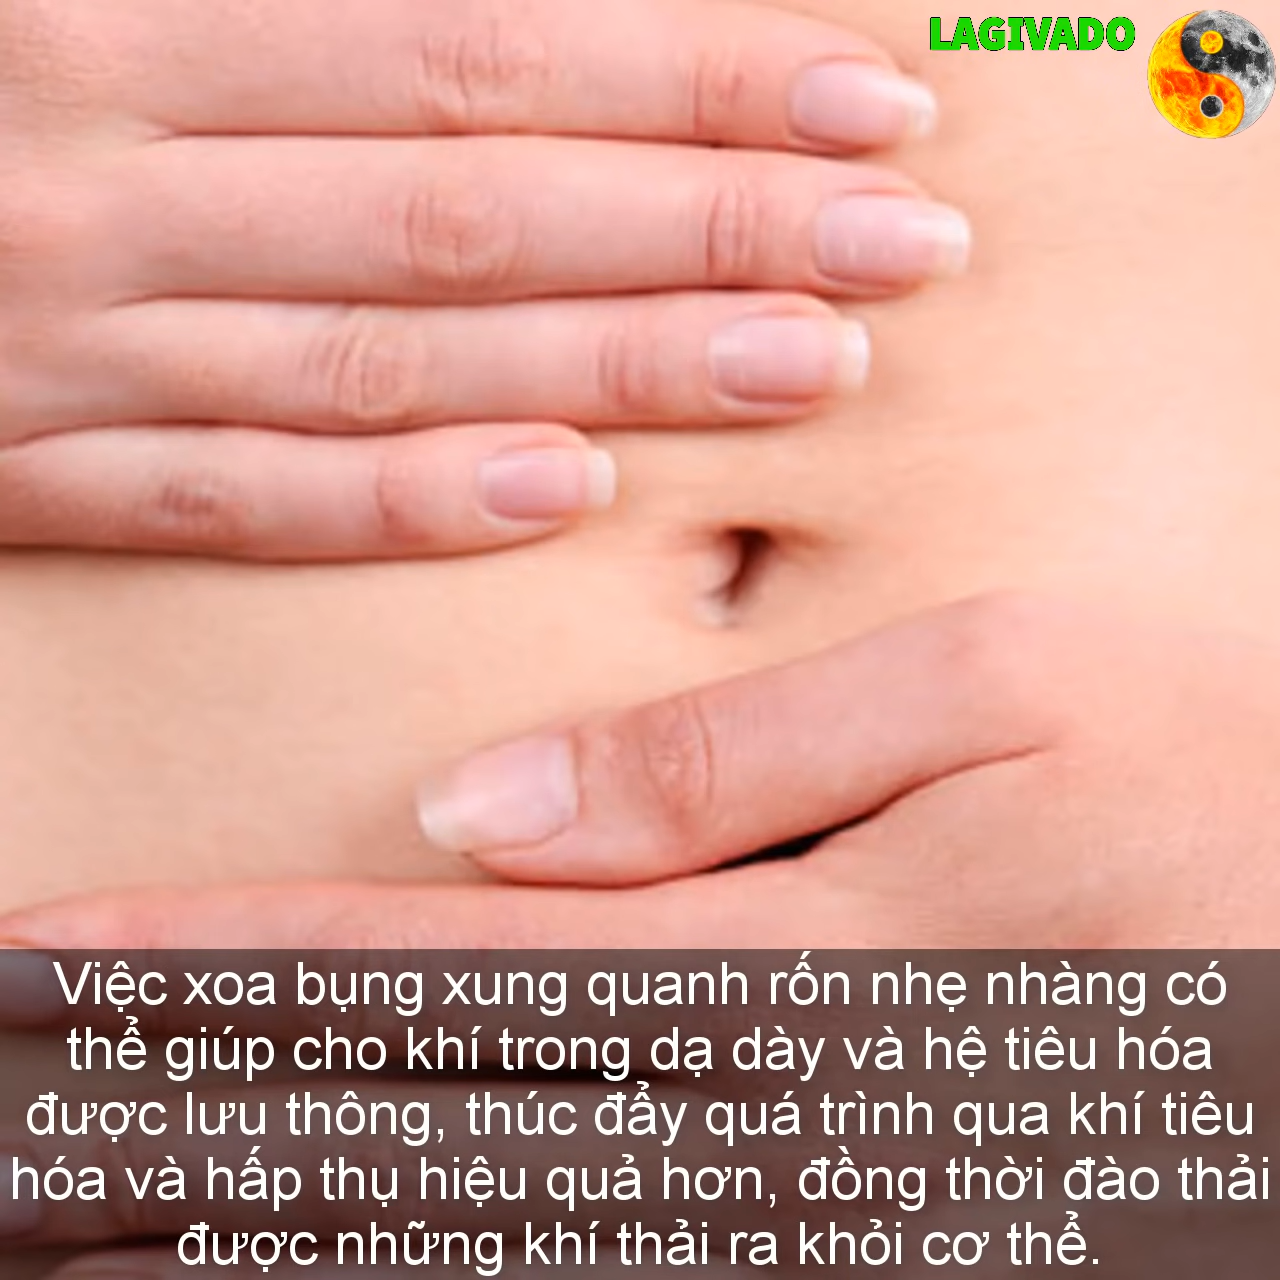 LAGIVADO
Việc xoa bụng xung quanh rốn nhẹ nhàng có
thể giúp cho khí trong dạ dày và hệ tiêu hóa
được lưu thông, thúc đẩy quá trình qua khí tiêu
hóa và hấp thụ hiệu quả hơn, đồng thời đào thải
được những khí thải ra khỏi cơ thể.